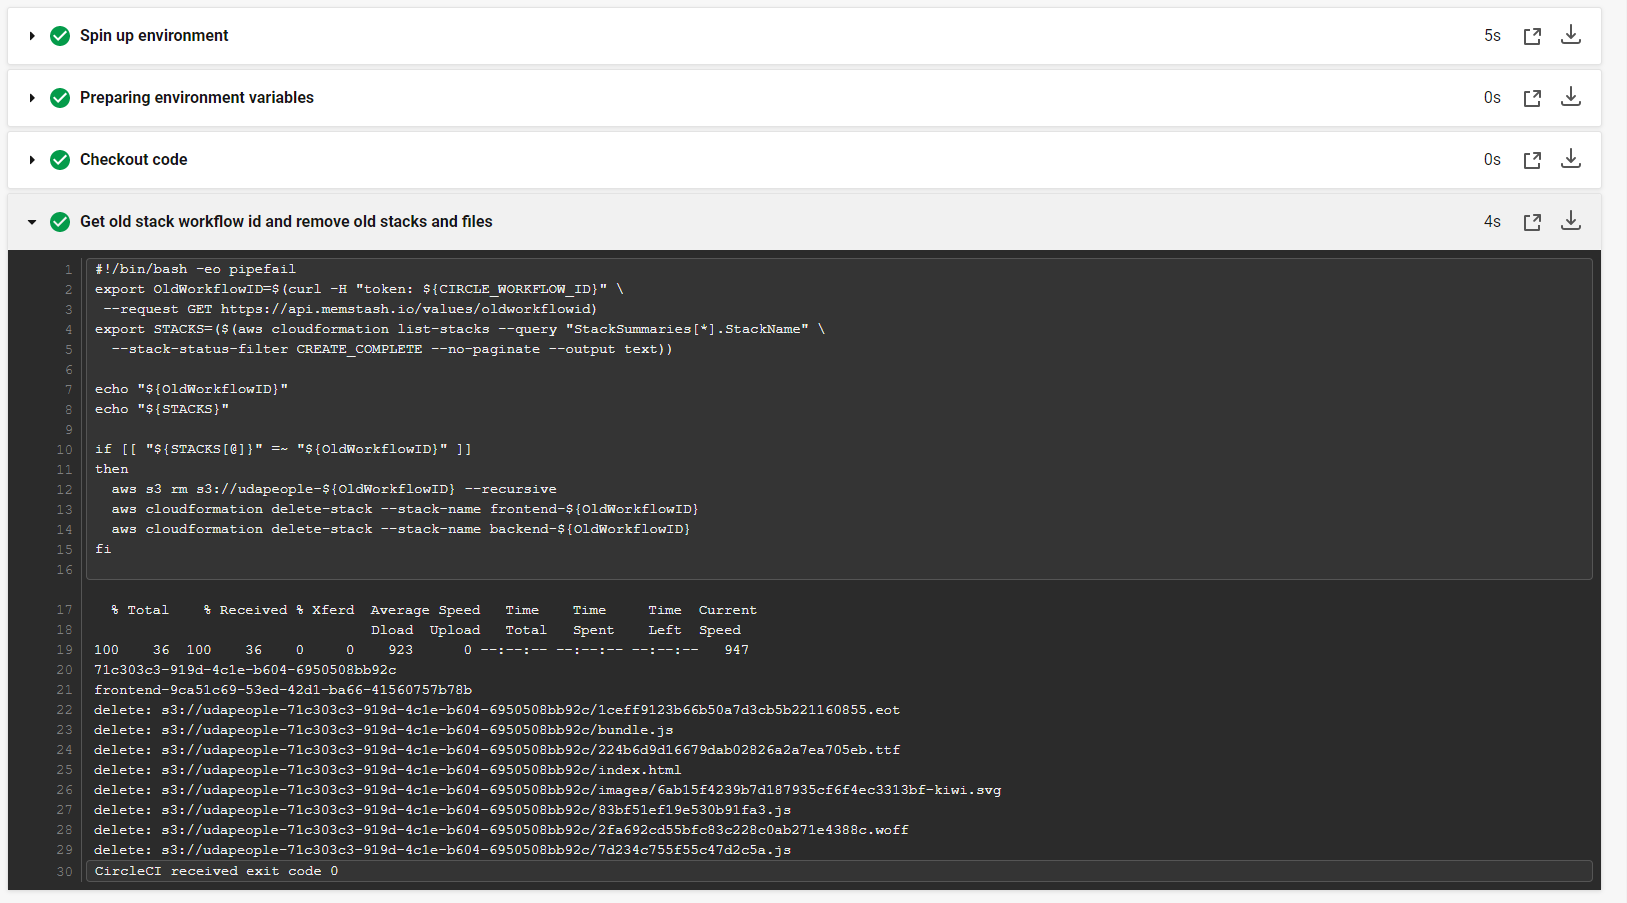 Spin up environment 5s
Preparing environment variables 0s
Checkout code 0s
Get old stack workflow id and remove old stacks and files 4s
1 #!/bin/bash -eo pipefail
2 export OldWorkflowID=$(curl -H "token: ${CIRCLE_WORKFLOW_ID}" \
3  --request GET https://api.memstash.io/values/oldworkflowid)
4 export STACKS=($(aws cloudformation list-stacks --query "StackSummaries[*].StackName" \
5   --stack-status-filter CREATE_COMPLETE --no-paginate --output text))
6
7 echo "${OldWorkflowID}"
8 echo "${STACKS}"
9
10 if [[ "${STACKS[@]}" =~ "${OldWorkflowID}" ]]
11 then
12   aws s3 rm s3://udapeople-${OldWorkflowID} --recursive
13   aws cloudformation delete-stack --stack-name frontend-${OldWorkflowID}
14   aws cloudformation delete-stack --stack-name backend-${OldWorkflowID}
15 fi
16
17   % Total    % Received % Xferd  Average Speed   Time    Time     Time  Current
18                                  Dload  Upload   Total   Spent    Left  Speed
19 100    36  100    36    0     0    923      0 --:--:-- --:--:-- --:--:--   947
20 71c303c3-919d-4c1e-b604-6950508bb92c
21 frontend-9ca51c69-53ed-42d1-ba66-41560757b78b
22 delete: s3://udapeople-71c303c3-919d-4c1e-b604-6950508bb92c/1ceff9123b66b50a7d3cb5b221160855.eot
23 delete: s3://udapeople-71c303c3-919d-4c1e-b604-6950508bb92c/bundle.js
24 delete: s3://udapeople-71c303c3-919d-4c1e-b604-6950508bb92c/224b6d9d16679dab02826a2a7ea705eb.ttf
25 delete: s3://udapeople-71c303c3-919d-4c1e-b604-6950508bb92c/index.html
26 delete: s3://udapeople-71c303c3-919d-4c1e-b604-6950508bb92c/images/6ab15f4239b7d187935cf6f4ec3313bf-kiwi.svg
27 delete: s3://udapeople-71c303c3-919d-4c1e-b604-6950508bb92c/83bf51ef19e530b91fa3.js
28 delete: s3://udapeople-71c303c3-919d-4c1e-b604-6950508bb92c/2fa692cd55bfc83c228c0ab271e4388c.woff
29 delete: s3://udapeople-71c303c3-919d-4c1e-b604-6950508bb92c/7d234c755f55c47d2c5a.js
30 CircleCI received exit code 0